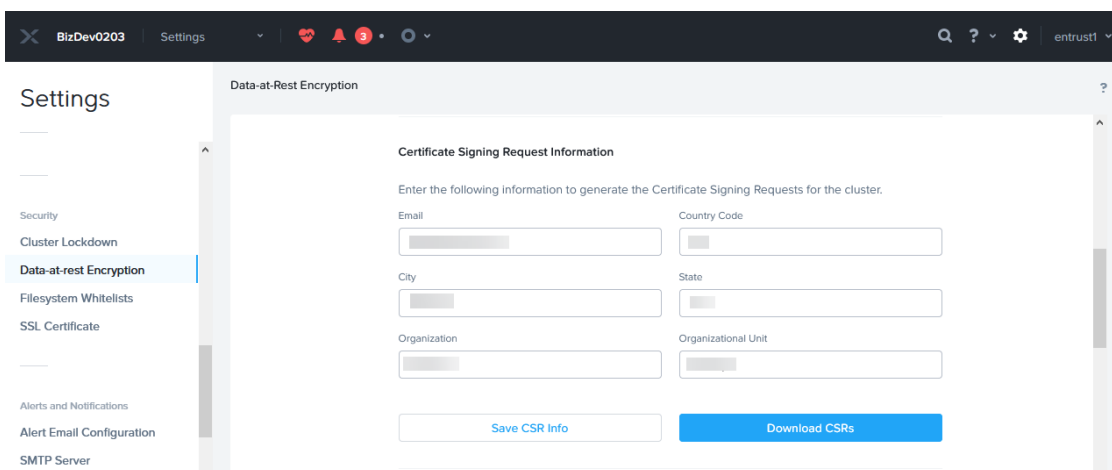 BizDev0203 Settings 3 ? entrust1
Settings
Data-at-Rest Encryption ?
Security
Cluster Lockdown
Data-at-rest Encryption
Filesystem Whitelists
SSL Certificate
Alerts and Notifications
Alert Email Configuration
SMTP Server
Certificate Signing Request Information
Enter the following information to generate the Certificate Signing Requests for the cluster.
Email Country Code
City State
Organization Organizational Unit
Save CSR Info Download CSRs